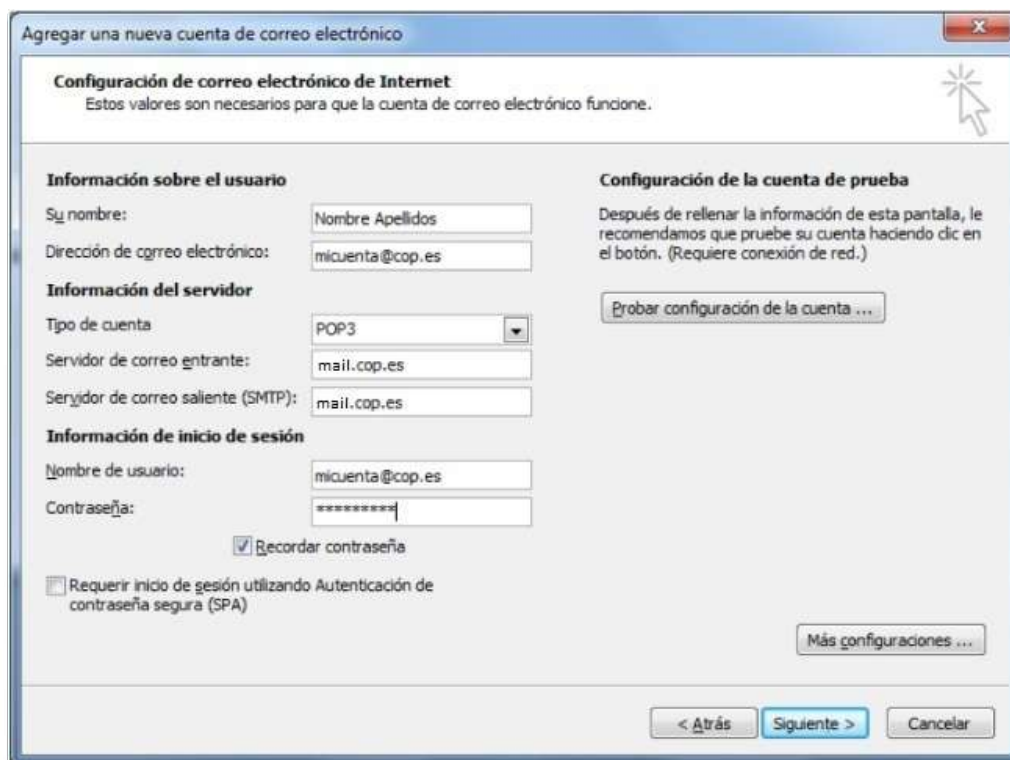 Agregar una nueva cuenta de correo electrónico
Configuración de correo electrónico de Internet
Estos valores son necesarios para que la cuenta de correo electrónico funcione.
Información sobre el usuario
Su nombre:
Nombre Apellidos
Dirección de correo electrónico:
micuenta@cop.es
Información del servidor
Tipo de cuenta
POP3
Servidor de correo entrante:
mail.cop.es
Servidor de correo saliente (SMTP):
mail.cop.es
Información de inicio de sesión
Nombre de usuario:
micuenta@cop.es
Contraseña:
*********
Recordar contraseña
Requerir inicio de sesión utilizando Autenticación de
contraseña segura (SPA)
Configuración de la cuenta de prueba
Después de rellenar la información de esta pantalla, le
recomendamos que pruebe su cuenta haciendo clic en
el botón. (Requiere conexión de red.)
Probar configuración de la cuenta ...
Más configuraciones ...
< Atrás
Siguiente >
Cancelar